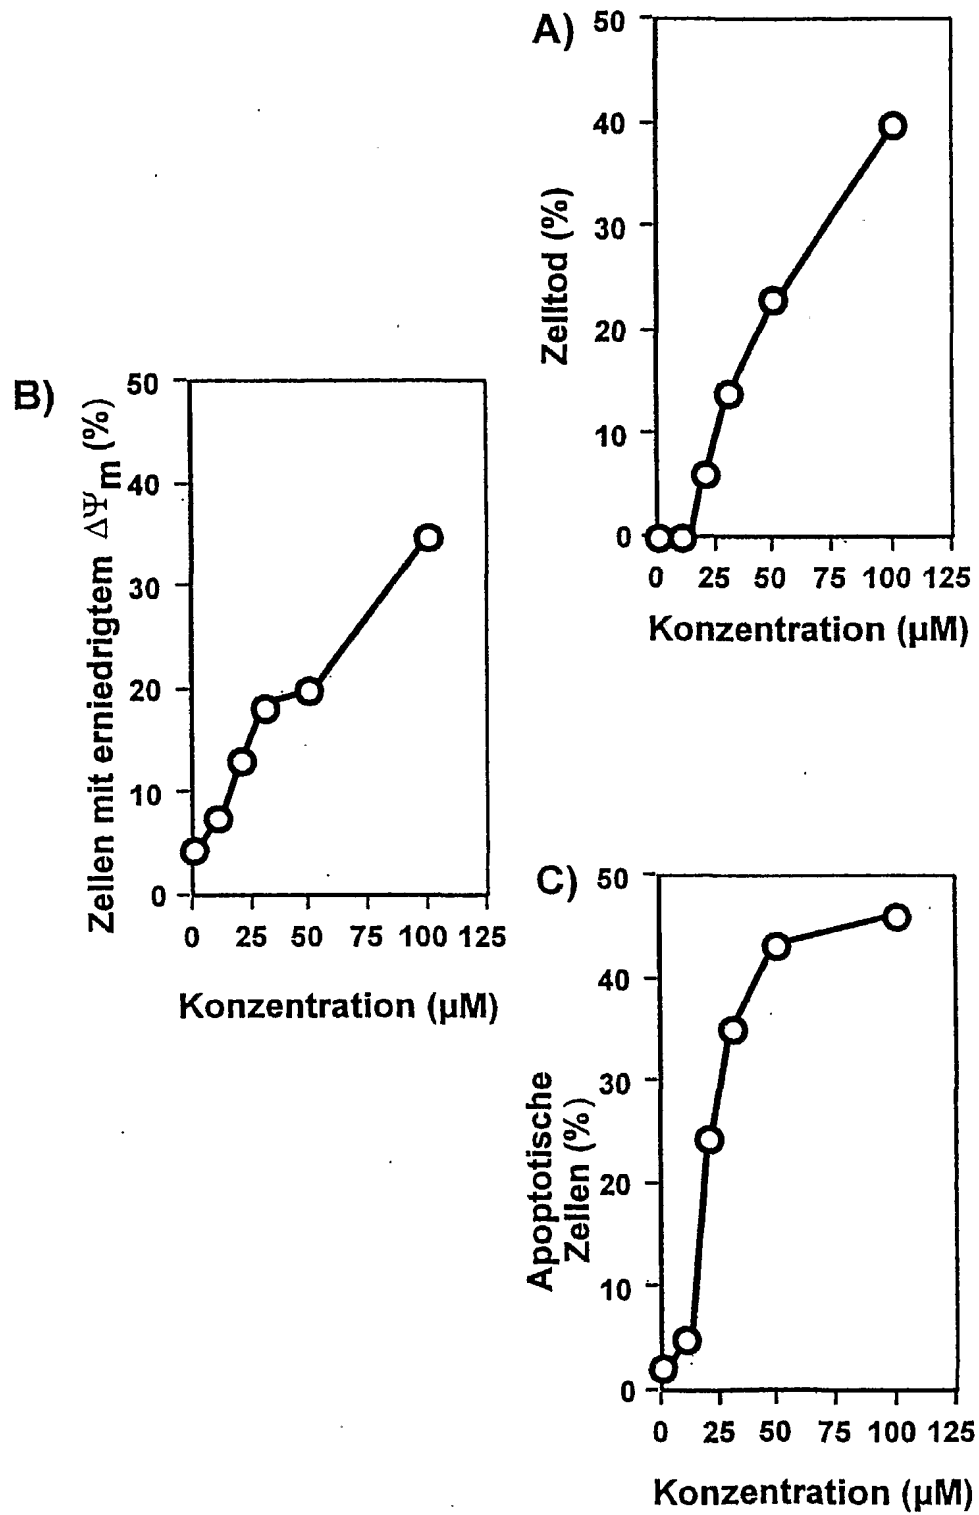 A)
Zelltod (%)
50
40
30
20
10
0
0 25 50 75 100 125
Konzentration (µM)
B)
Zellen mit erniedrigtem ΔΨm (%)
50
40
30
20
10
0
0 25 50 75 100 125
Konzentration (µM)
C)
Apoptotische
Zellen (%)
50
40
30
20
10
0
0 25 50 75 100 125
Konzentration (µM)